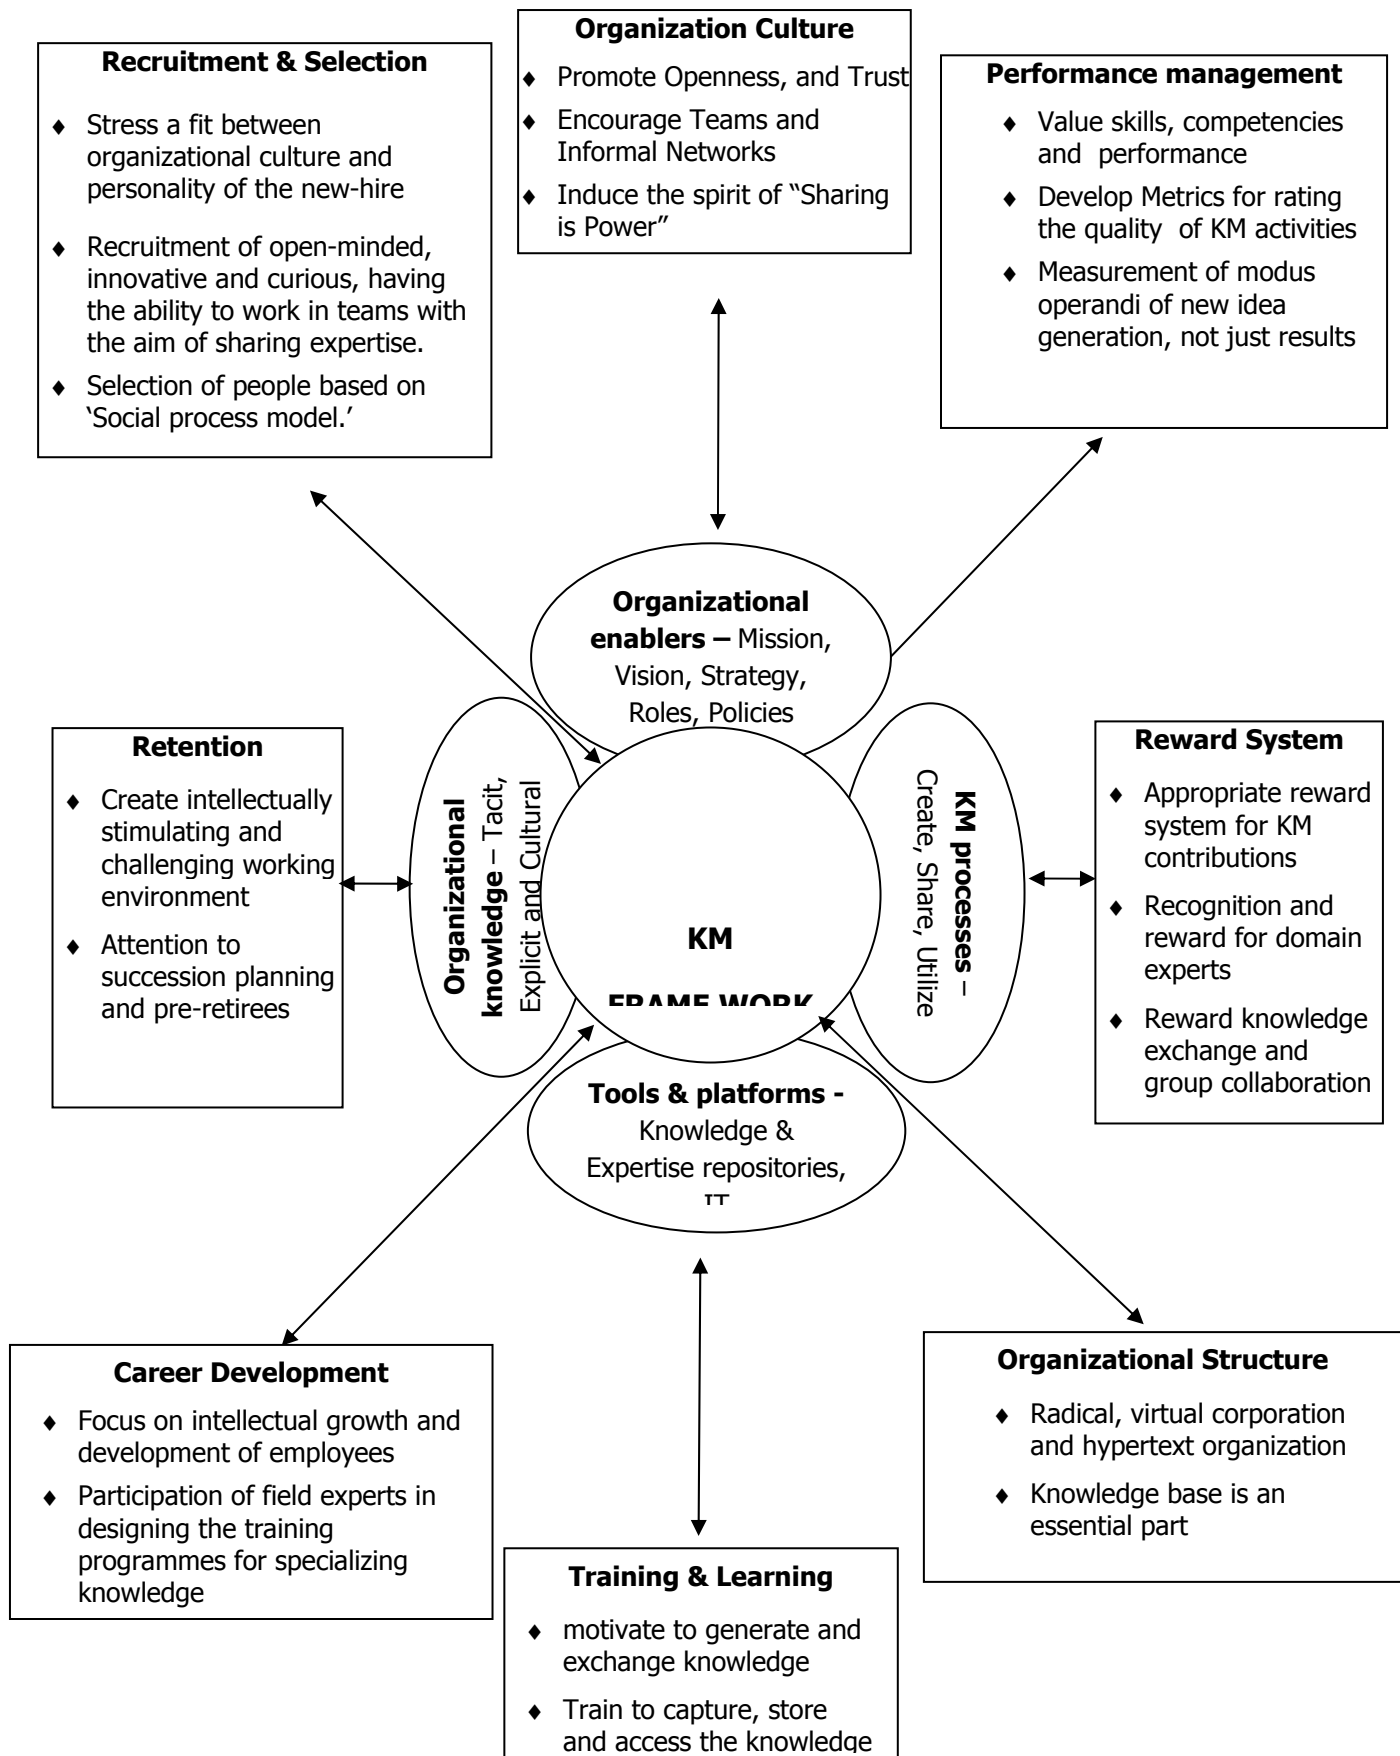 Recruitment & Selection
♦ Stress a fit between
organizational culture and
personality of the new-hire
♦ Recruitment of open-minded,
innovative and curious, having
the ability to work in teams with
the aim of sharing expertise.
♦ Selection of people based on
‘Social process model.’
Organization Culture
♦ Promote Openness, and Trust
♦ Encourage Teams and
Informal Networks
♦ Induce the spirit of “Sharing
is Power”
Performance management
♦ Value skills, competencies
and performance
♦ Develop Metrics for rating
the quality of KM activities
♦ Measurement of modus
operandi of new idea
generation, not just results
Organizational
enablers – Mission,
Vision, Strategy,
Roles, Policies
Retention
♦ Create intellectually
stimulating and
challenging working
environment
♦ Attention to
succession planning
and pre-retirees
Organizational
knowledge – Tacit,
Explicit and Cultural
KM
FRAME WORK
KM processes –
Create, Share, Utilize
Reward System
♦ Appropriate reward
system for KM
contributions
♦ Recognition and
reward for domain
experts
♦ Reward knowledge
exchange and
group collaboration
Tools & platforms -
Knowledge &
Expertise repositories,
IT
Career Development
♦ Focus on intellectual growth and
development of employees
♦ Participation of field experts in
designing the training
programmes for specializing
knowledge
Training & Learning
♦ motivate to generate and
exchange knowledge
♦ Train to capture, store
and access the knowledge
Organizational Structure
♦ Radical, virtual corporation
and hypertext organization
♦ Knowledge base is an
essential part